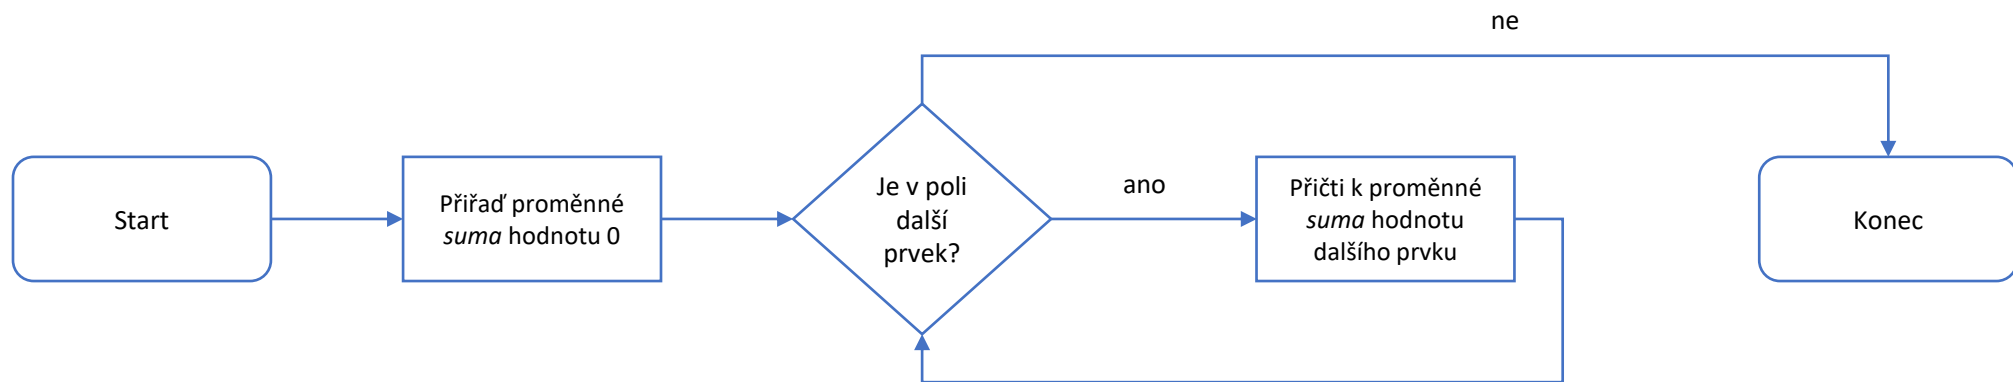 ne
Start
Přiřaď proměnné
suma hodnotu 0
Je v poli
další
prvek?
ano
Přičti k proměnné
suma hodnotu
dalšího prvku
Konec